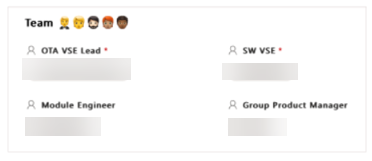 Team 🤵👶🧔🏻👨🏽‍🦰🧔🏾
OTA VSE Lead *
SW VSE *
Module Engineer
Group Product Manager